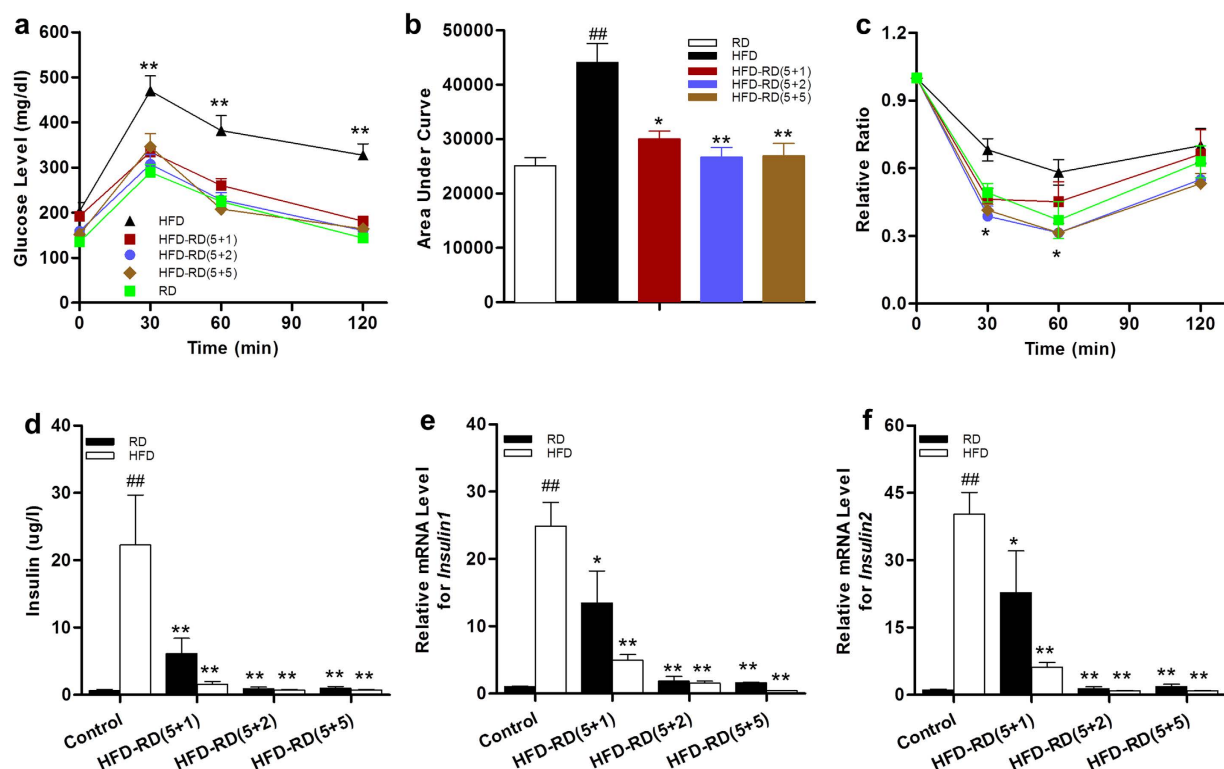 a
600
500
400
300
200
100
0
Glucose Level (mg/dl)
**
**
**
HFD
HFD-RD(5+1)
HFD-RD(5+2)
HFD-RD(5+5)
RD
0 30 60 90 120
Time (min)
b
50000
40000
30000
20000
10000
0
Area Under Curve
##
*
**
**
RD
HFD
HFD-RD(5+1)
HFD-RD(5+2)
HFD-RD(5+5)
c
1.2
0.9
0.6
0.3
0.0
Relative Ratio
*
*
0 30 60 90 120
Time (min)
d
40
30
20
10
0
Insulin (ug/l)
RD
HFD
##
**
**
** **
** **
Control
HFD-RD(5+1)
HFD-RD(5+2)
HFD-RD(5+5)
e
40
30
20
10
0
Relative mRNA Level
for Insulin1
RD
HFD
##
*
**
** **
** **
Control
HFD-RD(5+1)
HFD-RD(5+2)
HFD-RD(5+5)
f
60
45
30
15
0
Relative mRNA Level
for Insulin2
RD
HFD
##
*
**
** **
** **
Control
HFD-RD(5+1)
HFD-RD(5+2)
HFD-RD(5+5)